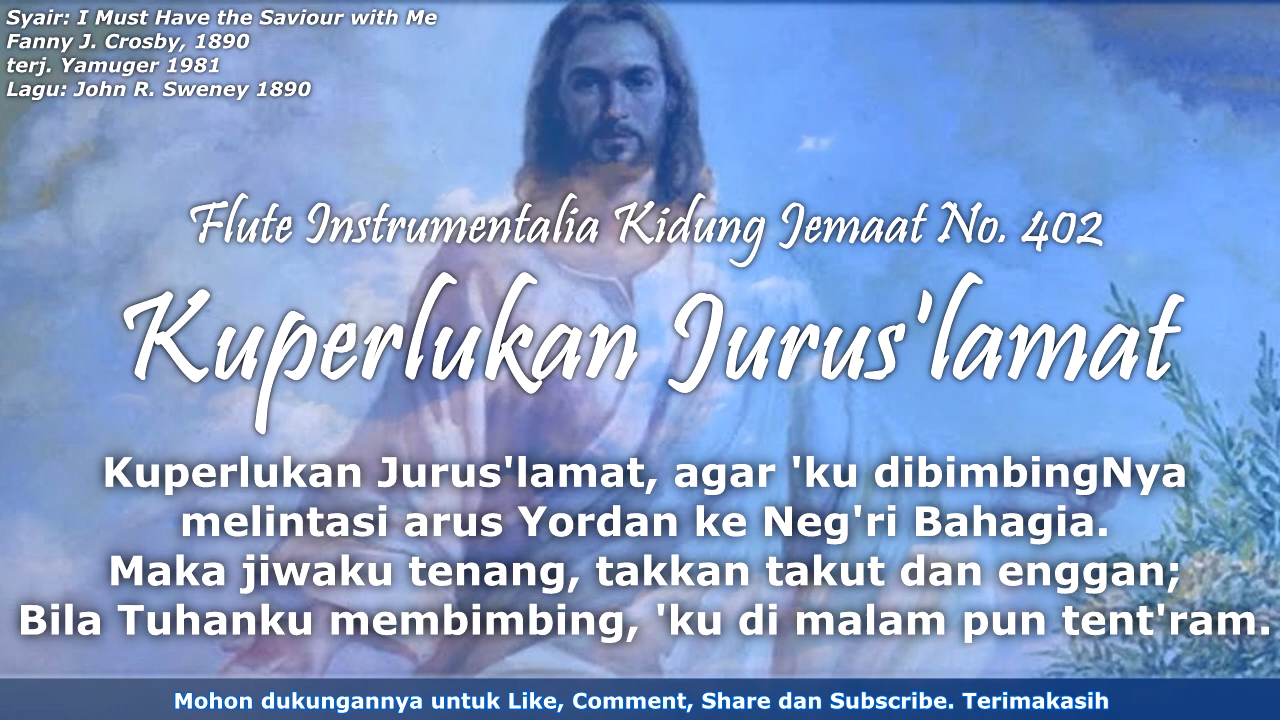 Syair: I Must Have the Saviour with Me
Fanny J. Crosby, 1890
terj. Yamuger 1981
Lagu: John R. Sweney 1890
Flute Instrumentalia Kidung Jemaat No. 402
Kuperlukan Jurus'lamat
Kuperlukan Jurus'lamat, agar 'ku dibimbingNya
melintasi arus Yordan ke Neg'ri Bahagia.
Maka jiwaku tenang, takkan takut dan enggan;
Bila Tuhanku membimbing, 'ku di malam pun tent'ram.
Mohon dukungannya untuk Like, Comment, Share dan Subscribe. Terimakasih